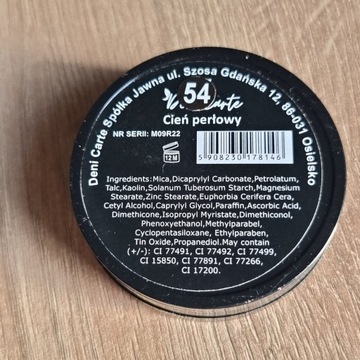 Deni Carte Spółka Jawna ul. Szosa Gdańska 12, 86-031 Osielsko
54
Carte
Cień perłowy
NR SERII: M09R22
12 M
5 908230 178146
Ingredients:Mica,Dicaprylyl Carbonate,Petrolatum,
Talc,Kaolin,Solanum Tuberosum Starch,Magnesium
Stearate,Zinc Stearate,Euphorbia Cerifera Cera,
Cetyl Alcohol,Caprylyl Glycol,Paraffin,Ascorbic Acid,
Dimethicone,Isopropyl Myristate,Dimethiconol,
Phenoxyethanol,Methylparaben,
Cyclopentasiloxane, Ethylparaben,
Tin Oxide,Propanediol.May contain
(+/-): CI 77491, CI 77492, CI 77499,
CI 15850, CI 77891, CI 77266,
CI 17200.